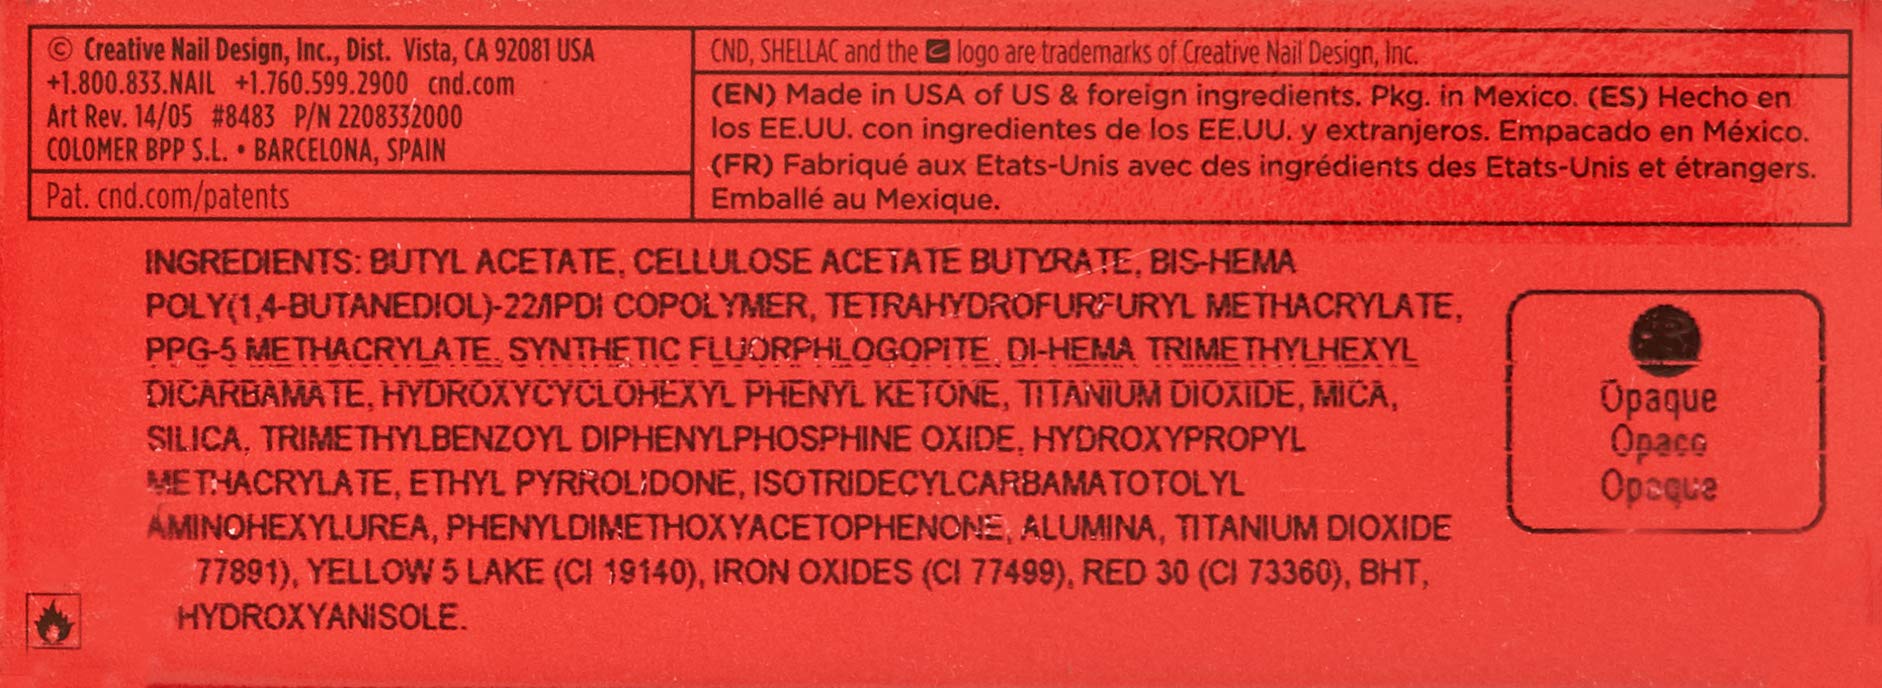 © Creative Nail Design, Inc., Dist. Vista, CA 92081 USA
+1.800.833.NAIL +1.760.599.2900 cnd.com
Art Rev. 14/05 #8483 P/N 2208332000
COLOMER BPP S.L. • BARCELONA, SPAIN
Pat. cnd.com/patents
CND, SHELLAC and the logo are trademarks of Creative Nail Design, Inc.
(EN) Made in USA of US & foreign ingredients. Pkg. in Mexico. (ES) Hecho en
los EE.UU. con ingredientes de los EE.UU. y extranjeros. Empacado en México.
(FR) Fabriqué aux Etats-Unis avec des ingrédients des Etats-Unis et étrangers.
Emballé au Mexique.
INGREDIENTS: BUTYL ACETATE, CELLULOSE ACETATE BUTYRATE, BIS-HEMA
POLY(1,4-BUTANEDIOL)-22/IPDI COPOLYMER, TETRAHYDROFURFURYL METHACRYLATE,
PPG-5 METHACRYLATE, SYNTHETIC FLUORPHLOGOPITE, DI-HEMA TRIMETHYLHEXYL
DICARBAMATE, HYDROXYCYCLOHEXYL PHENYL KETONE, TITANIUM DIOXIDE, MICA,
SILICA, TRIMETHYLBENZOYL DIPHENYLPHOSPHINE OXIDE, HYDROXYPROPYL
METHACRYLATE, ETHYL PYRROLIDONE, ISOTRIDECYLCARBAMATOTOLYL
AMINOHEXYLUREA, PHENYLDIMETHOXYACETOPHENONE, ALUMINA, TITANIUM DIOXIDE
77891), YELLOW 5 LAKE (CI 19140), IRON OXIDES (CI 77499), RED 30 (CI 73360), BHT,
HYDROXYANISOLE.
Opaque
Opaco
Opaque